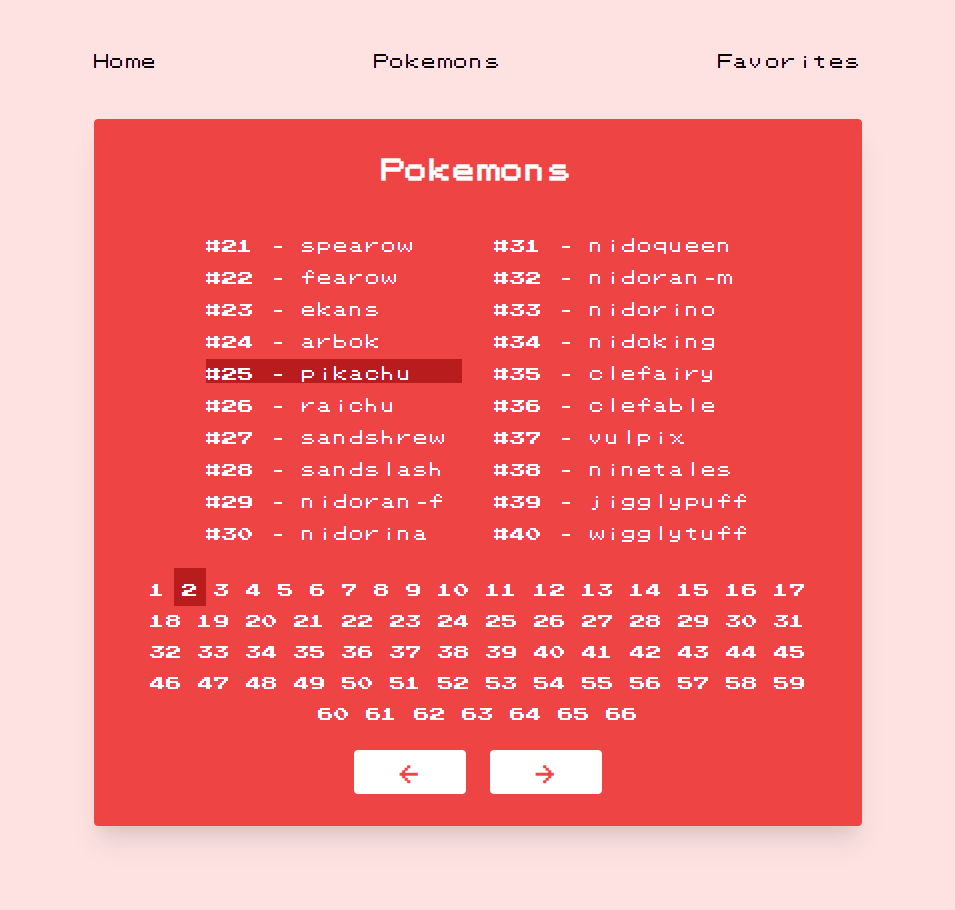 Home Pokemons Favorites
Pokemons
#21 - spearow
#22 - fearow
#23 - ekans
#24 - arbok
#25 - pikachu
#26 - raichu
#27 - sandshrew
#28 - sandslash
#29 - nidoran-f
#30 - nidorina
#31 - nidoqueen
#32 - nidoran-m
#33 - nidorino
#34 - nidoking
#35 - clefairy
#36 - clefable
#37 - vulpix
#38 - ninetales
#39 - jigglypuff
#40 - wigglytuff
1 2 3 4 5 6 7 8 9 10 11 12 13 14 15 16 17
18 19 20 21 22 23 24 25 26 27 28 29 30 31
32 33 34 35 36 37 38 39 40 41 42 43 44 45
46 47 48 49 50 51 52 53 54 55 56 57 58 59
60 61 62 63 64 65 66
← →